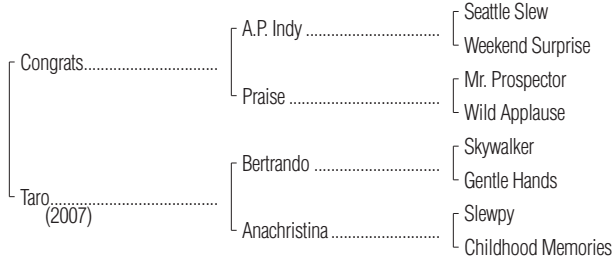 Seattle Slew
A.P. Indy ..............................
Weekend Surprise
Congrats..............................
Mr. Prospector
Praise ..............................
Wild Applause
Skywalker
Bertrando ..............................
Gentle Hands
Taro..............................
(2007)
Slewpy
Anachristina ..............................
Childhood Memories